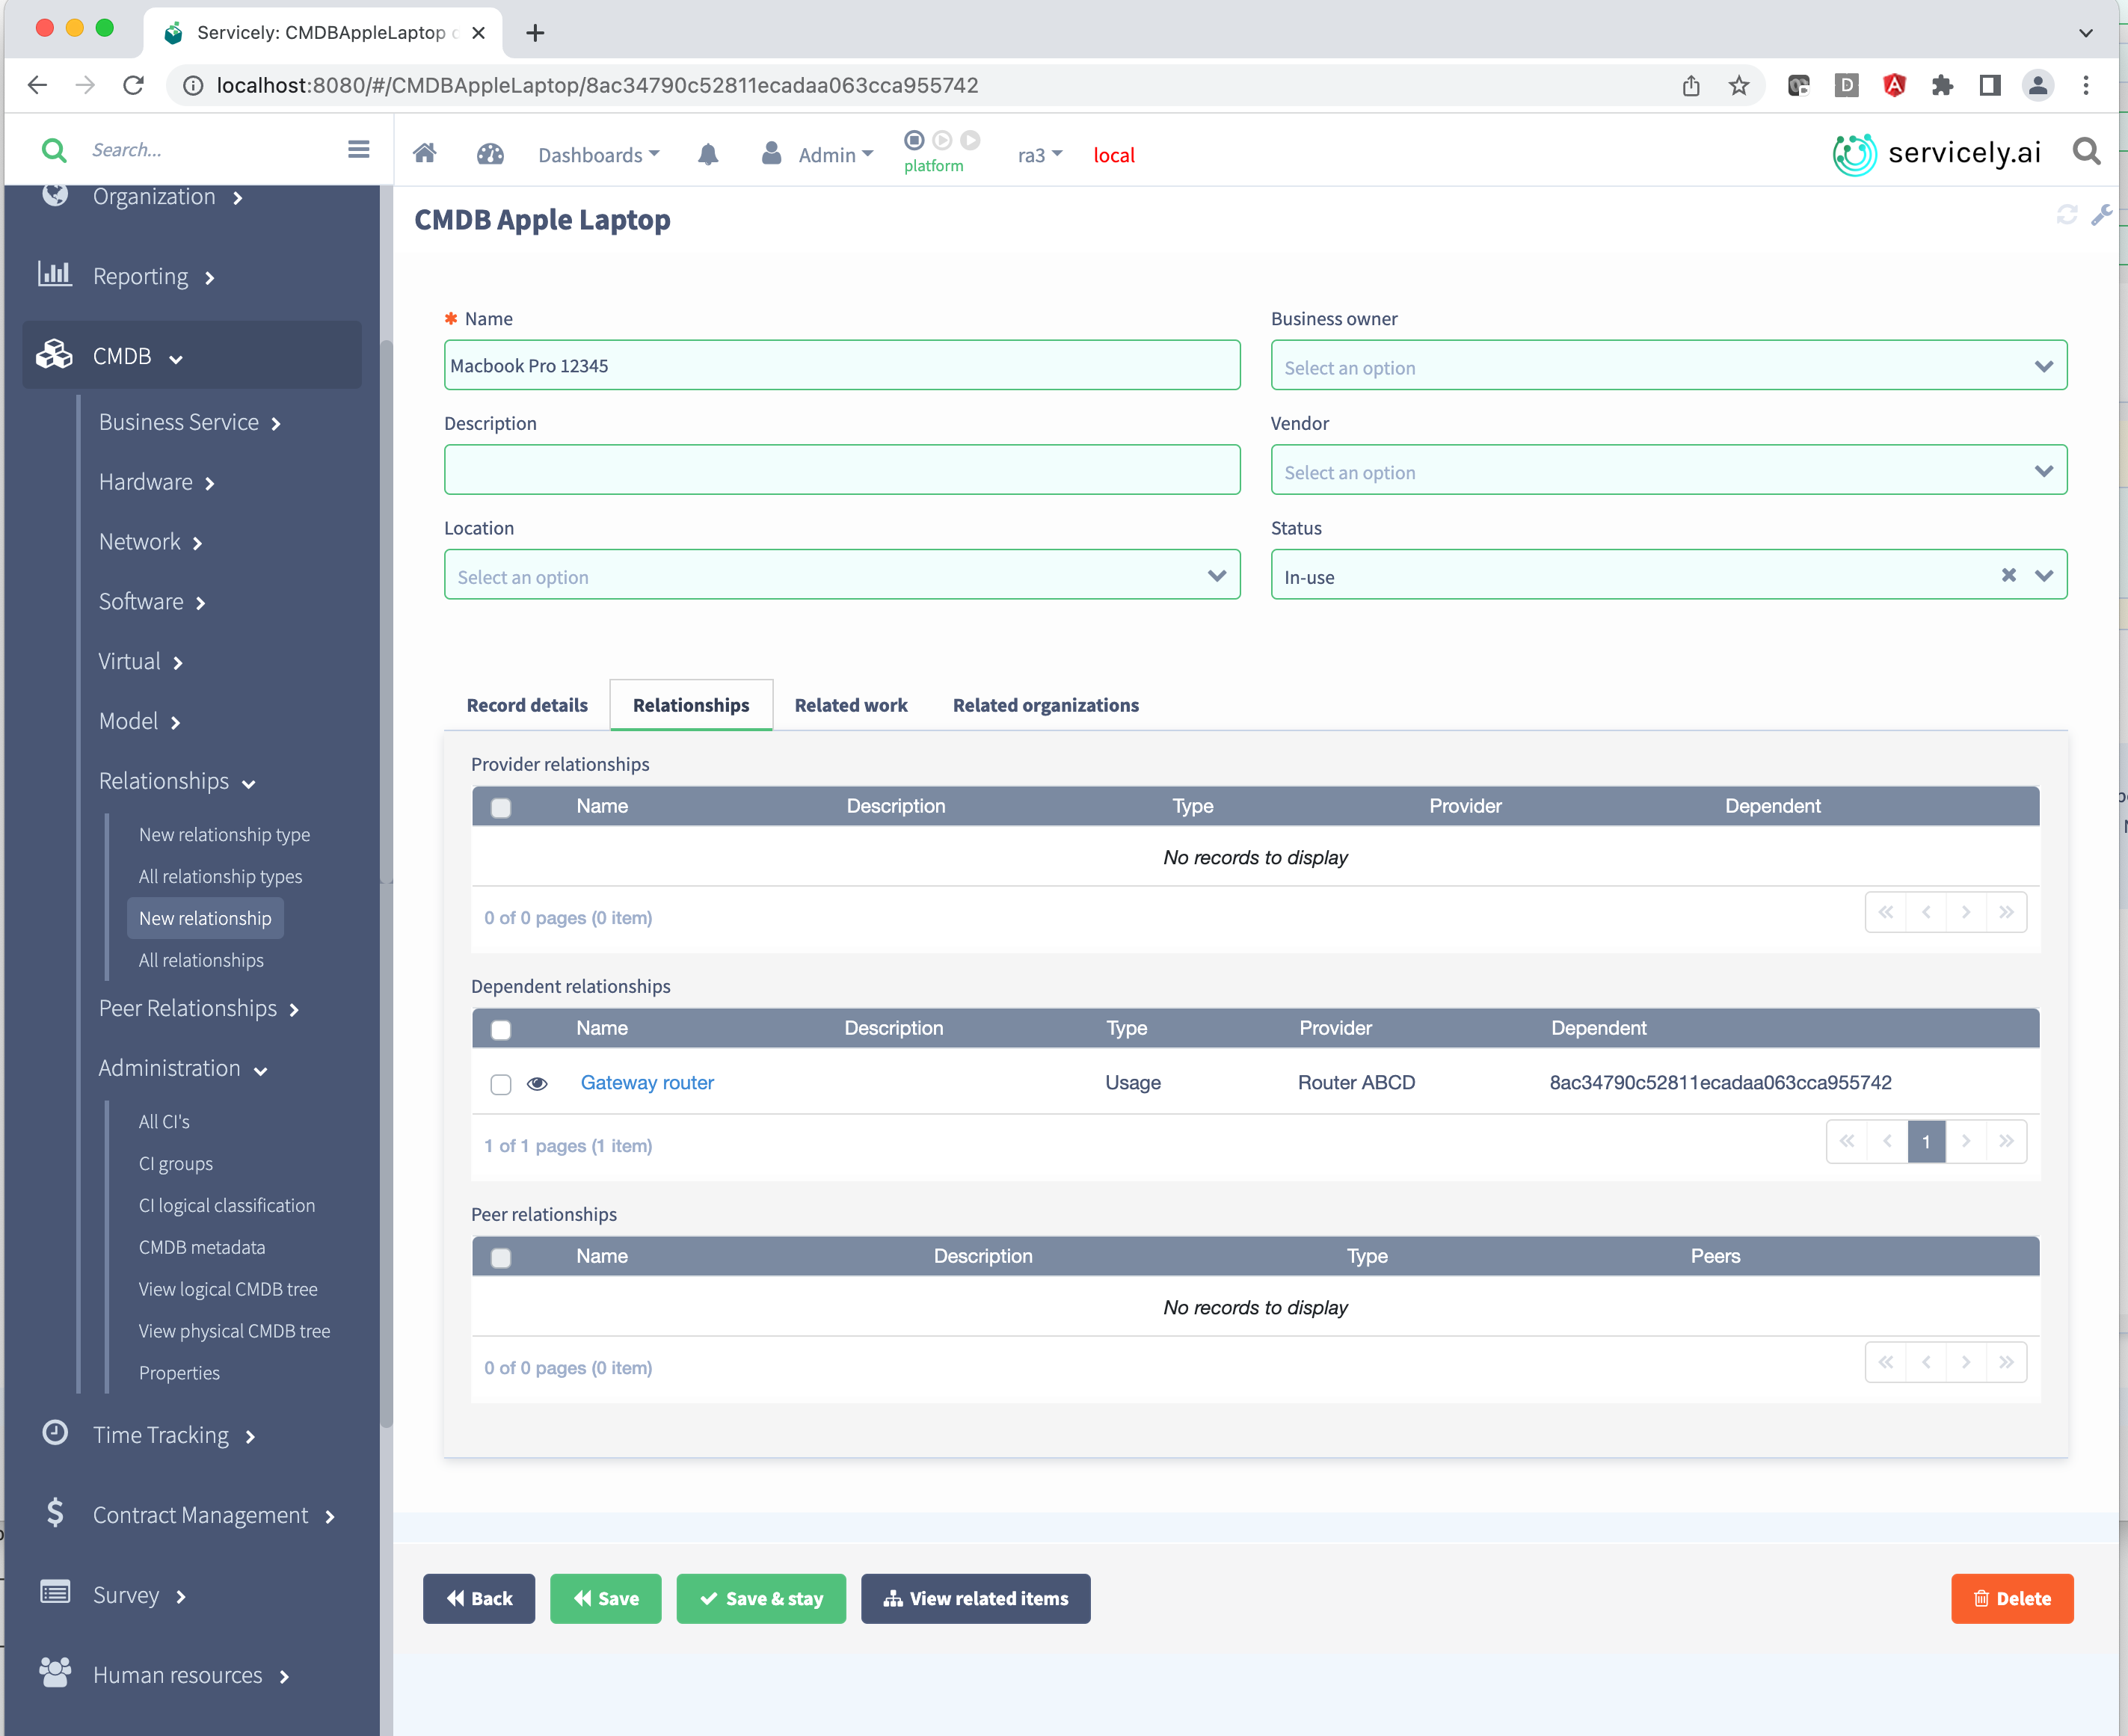 Servicely: CMDBAppleLaptop
localhost:8080/#/CMDBAppleLaptop/8ac34790c52811ecadaa063cca955742
Search...
Dashboards
Admin
platform
ra3
local
servicely.ai
Organization
Reporting
CMDB
Business Service
Hardware
Network
Software
Virtual
Model
Relationships
New relationship type
All relationship types
New relationship
All relationships
Peer Relationships
Administration
All CI's
CI groups
CI logical classification
CMDB metadata
View logical CMDB tree
View physical CMDB tree
Properties
Time Tracking
Contract Management
Survey
Human resources
CMDB Apple Laptop
* Name
Macbook Pro 12345
Business owner
Select an option
Description
Vendor
Select an option
Location
Select an option
Status
In-use
Record details Relationships Related work Related organizations
Provider relationships
Name Description Type Provider Dependent
No records to display
0 of 0 pages (0 item)
Dependent relationships
Name Description Type Provider Dependent
Gateway router Usage Router ABCD 8ac34790c52811ecadaa063cca955742
1 of 1 pages (1 item) 1
Peer relationships
Name Description Type Peers
No records to display
0 of 0 pages (0 item)
Back Save Save & stay View related items Delete